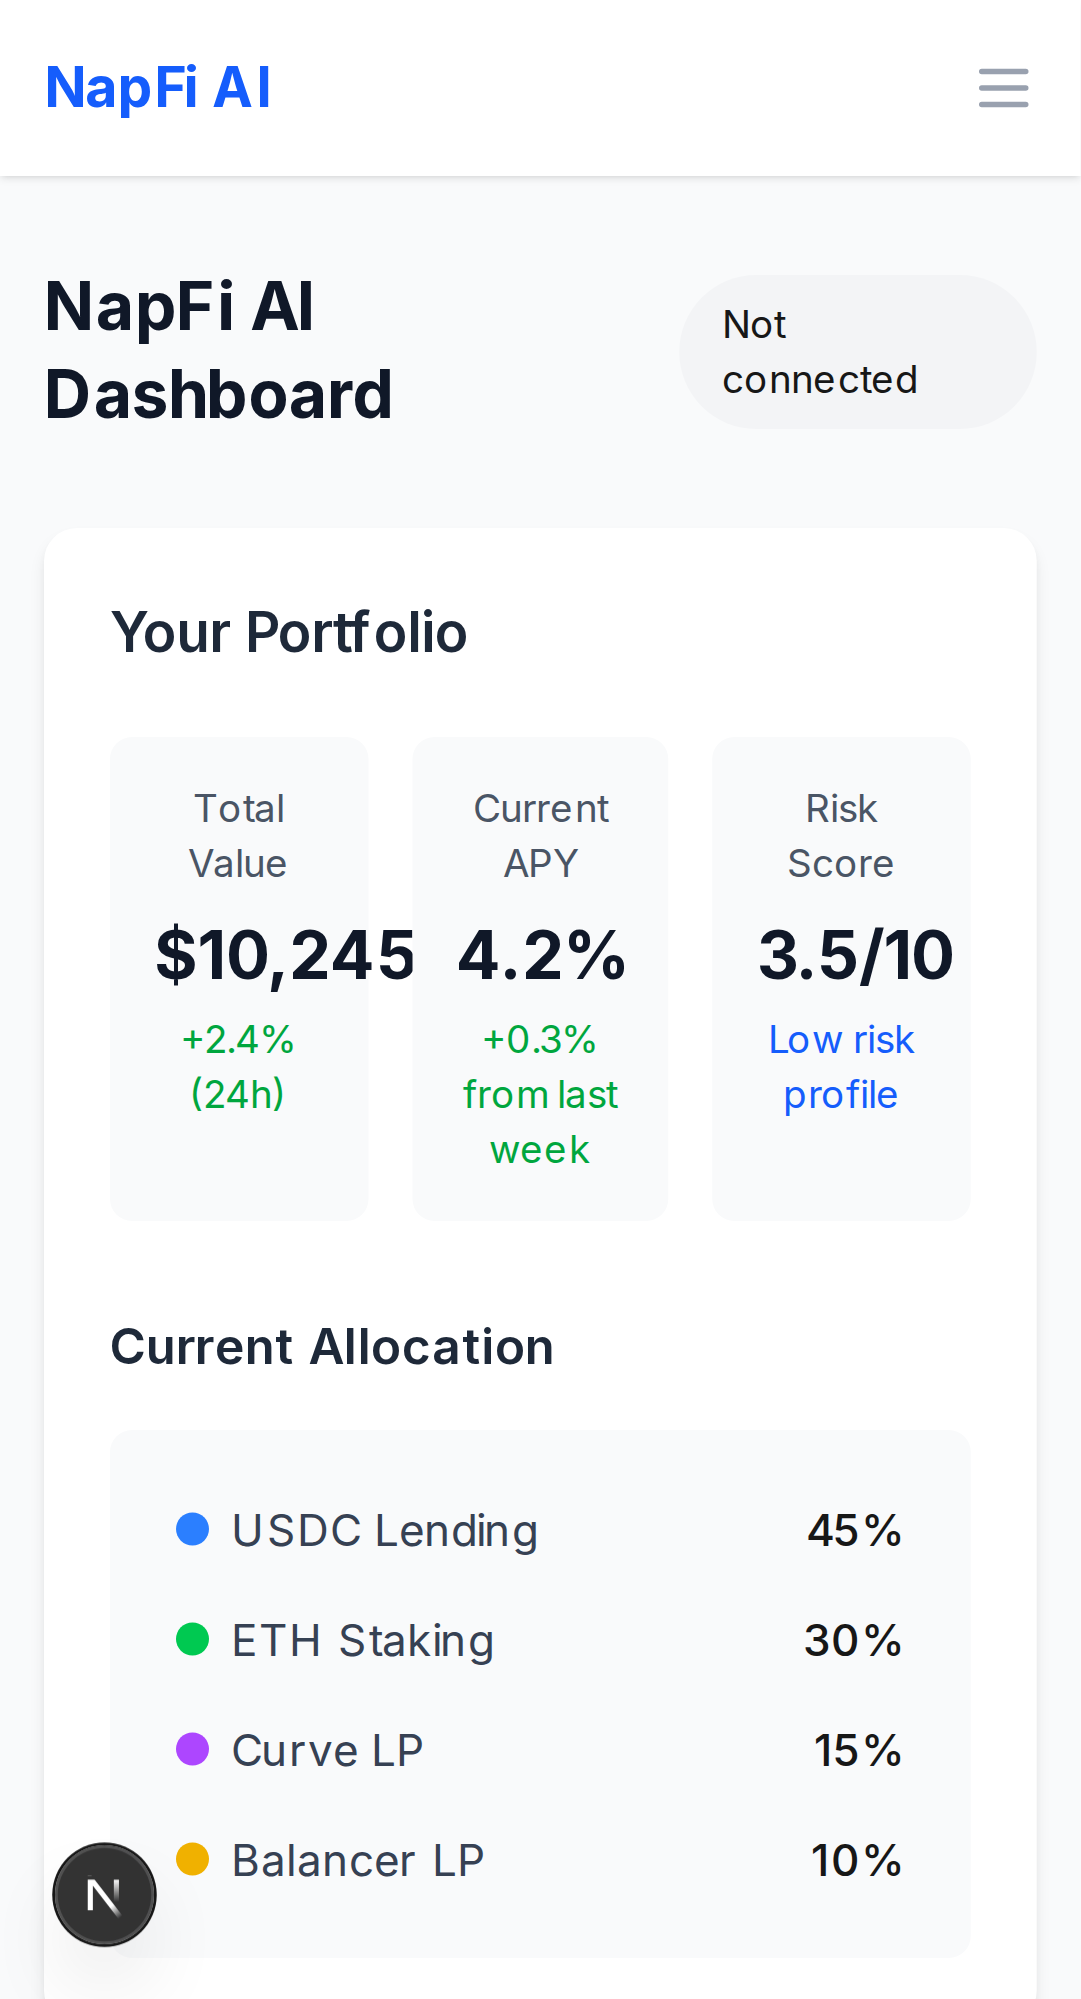 NapFi AI
NapFi AI
Dashboard
Not
connected
Your Portfolio
Total
Value
Current
APY
Risk
Score
$10,245
4.2%
3.5/10
+2.4%
(24h)
+0.3%
from last
week
Low risk
profile
Current Allocation
USDC Lending 45%
ETH Staking 30%
Curve LP 15%
Balancer LP 10%
N